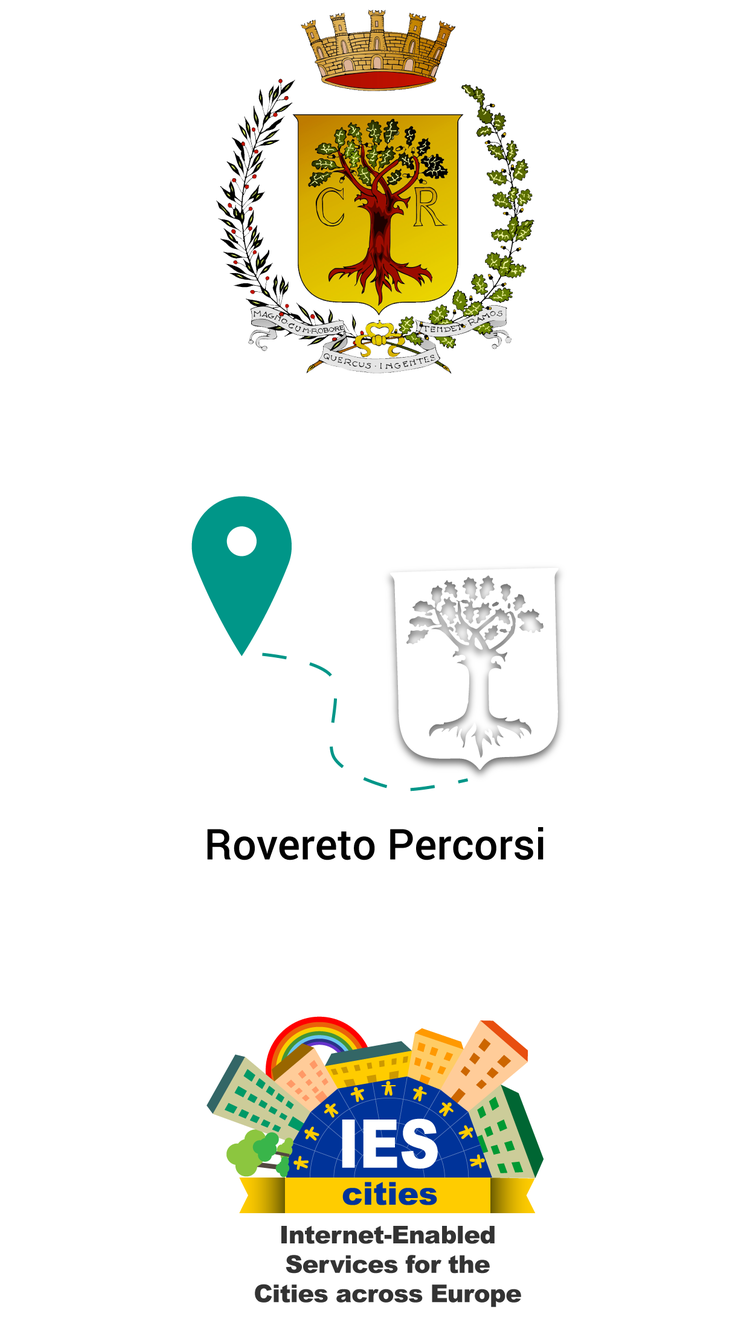 C R
MAGNO CUM ROBORE
QUERCUS · INGENTES
TENDET RAMOS
Rovereto Percorsi
IES
cities
Internet-Enabled
Services for the
Cities across Europe